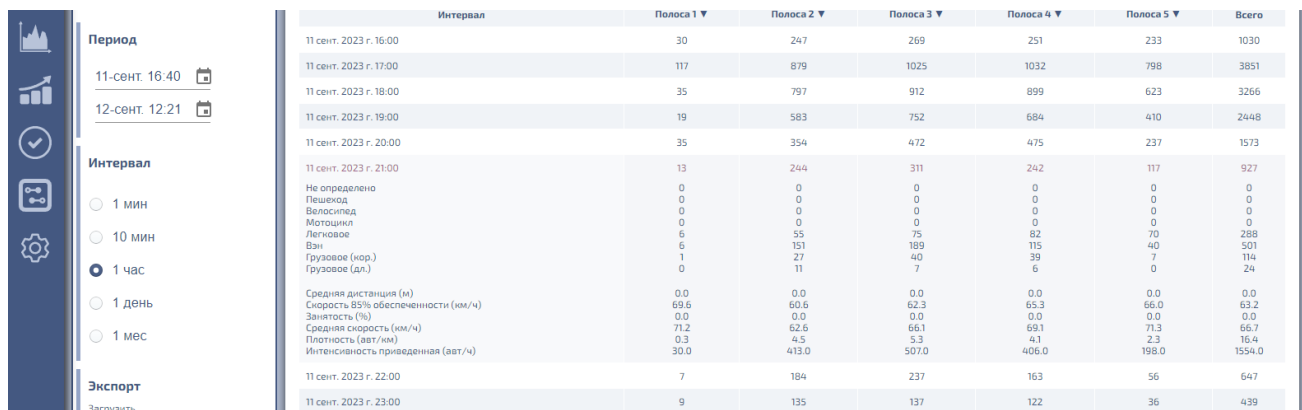 Интервал Полоса 1 ▼ Полоса 2 ▼ Полоса 3 ▼ Полоса 4 ▼ Полоса 5 ▼ Всего
Период
11-сент. 16:40
12-сент. 12:21
Интервал
1 мин
10 мин
1 час
1 день
1 мес
Экспорт
Загрузить
11 сент. 2023 г. 16:00 30 247 269 251 233 1030
11 сент. 2023 г. 17:00 117 879 1025 1032 798 3851
11 сент. 2023 г. 18:00 35 797 912 899 623 3266
11 сент. 2023 г. 19:00 19 583 752 684 410 2448
11 сент. 2023 г. 20:00 35 354 472 475 237 1573
11 сент. 2023 г. 21:00 13 244 311 242 117 927
Не определено 0 0 0 0 0 0
Пешеход 0 0 0 0 0 0
Велосипед 0 0 0 0 0 0
Мотоцикл 0 0 0 0 0 0
Легковое 6 55 75 82 70 288
Вэн 6 151 189 115 40 501
Грузовое (кор.) 1 27 40 39 7 114
Грузовое (дл.) 0 11 7 6 0 24
Средняя дистанция (м) 0.0 0.0 0.0 0.0 0.0 0.0
Скорость 85% обеспеченности (км/ч) 69.6 60.6 62.3 65.3 66.0 63.2
Занятость (%) 0.0 0.0 0.0 0.0 0.0 0.0
Средняя скорость (км/ч) 71.2 62.6 66.1 69.1 71.3 66.7
Плотность (авт/км) 0.3 4.5 5.3 4.1 2.3 16.4
Интенсивность приведенная (авт/ч) 30.0 413.0 507.0 406.0 198.0 1554.0
11 сент. 2023 г. 22:00 7 184 237 163 56 647
11 сент. 2023 г. 23:00 9 135 137 122 36 439